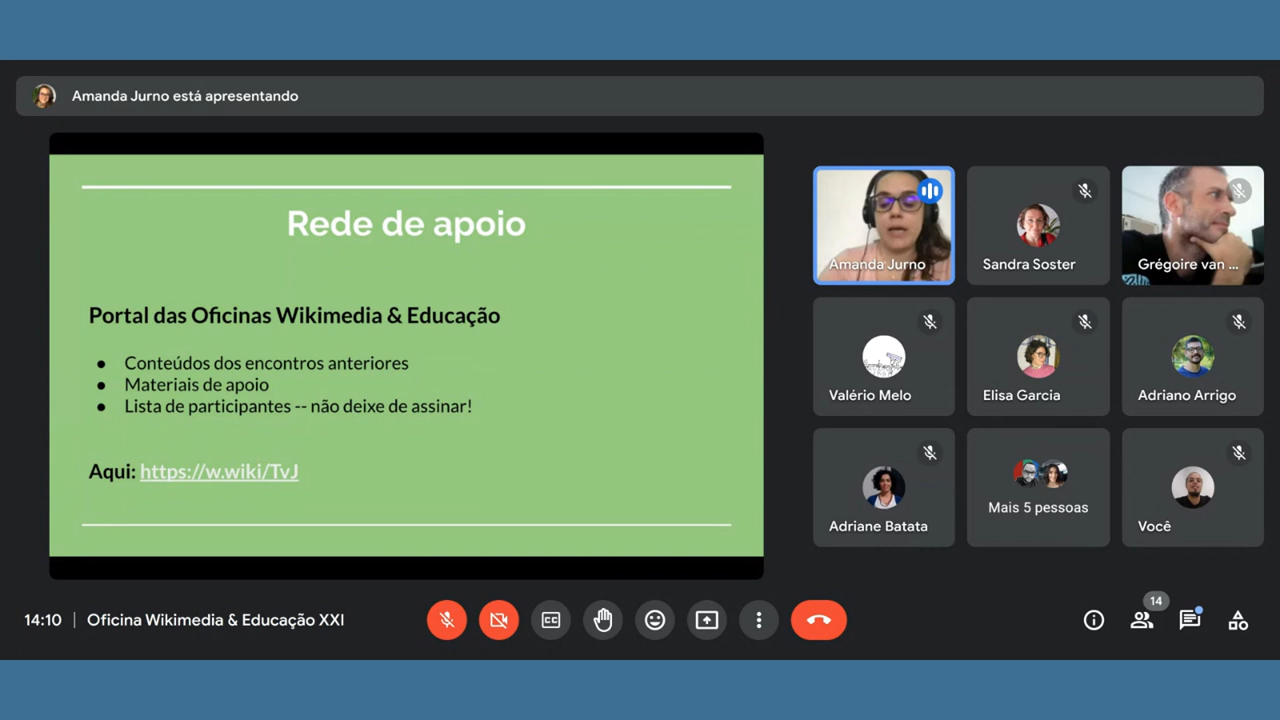 Amanda Jurno está apresentando
Rede de apoio
Portal das Oficinas Wikimedia & Educação
● Conteúdos dos encontros anteriores
● Materiais de apoio
● Lista de participantes -- não deixe de assinar!
Aqui: https://w.wiki/TvJ
Amanda Jurno
Sandra Soster
Grégoire van ...
Valério Melo
Elisa Garcia
Adriano Arrigo
Adriane Batata
Mais 5 pessoas
Você
14:10 | Oficina Wikimedia & Educação XXI
CC
14